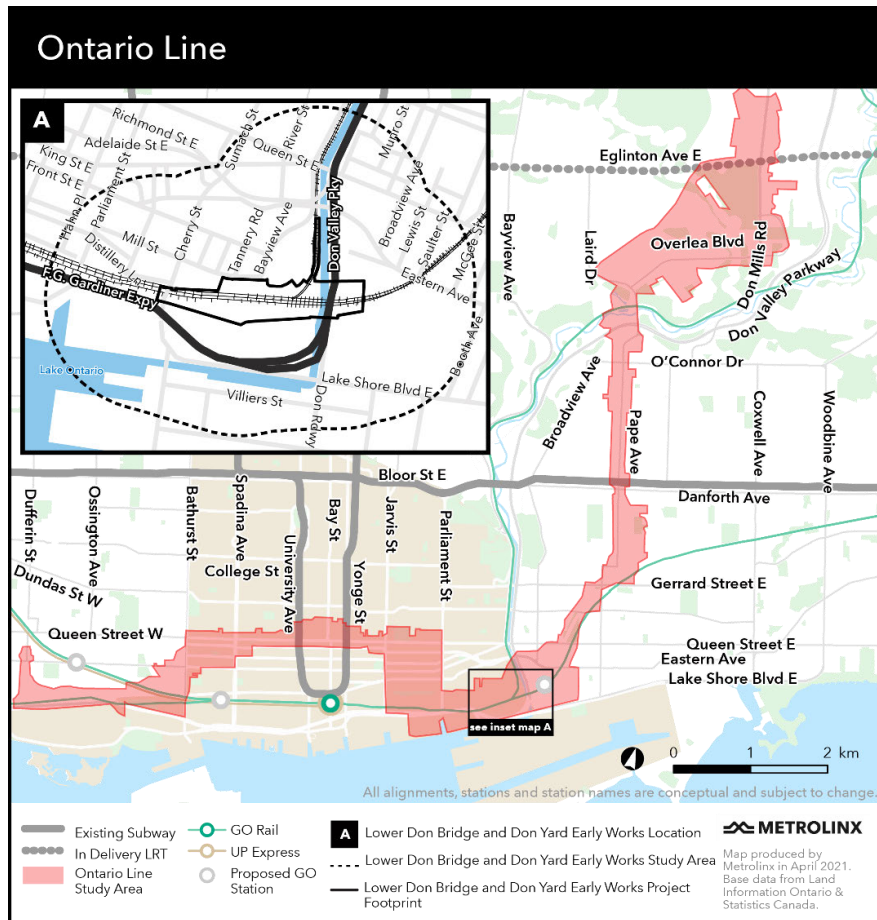 Ontario Line
A
Richmond St E
Adelaide St E
King St E
Front St E
Parliament St
Hahn Pl
Distillery Ln
Mill St
Cherry St
Sumach St
River St
Queen St E
Tannery Rd
Bayview Ave
Don Valley Pky
Munro St
Broadview Ave
Lewis St
Saulter St
McGee St
Eastern Ave
F.G. Gardiner Expy
Booth Ave
Lake Ontario
Lake Shore Blvd E
Villiers St
Don Rdwy
Eglinton Ave E
Bayview Ave
Laird Dr
Overlea Blvd
Don Mills Rd
Don Valley Parkway
O'Connor Dr
Broadview Ave
Pape Ave
Coxwell Ave
Woodbine Ave
Bloor St E
Danforth Ave
Dufferin St
Ossington Ave
Bathurst St
Spadina Ave
University Ave
Bay St
Yonge St
Jarvis St
Parliament St
College St
Dundas St W
Gerrard Street E
Queen Street W
Queen Street E
Eastern Ave
Lake Shore Blvd E
see inset map A
0 1 2 km
All alignments, stations and station names are conceptual and subject to change.
Existing Subway
In Delivery LRT
Ontario Line
Study Area
GO Rail
UP Express
Proposed GO
Station
A Lower Don Bridge and Don Yard Early Works Location
Lower Don Bridge and Don Yard Early Works Study Area
Lower Don Bridge and Don Yard Early Works Project
Footprint
METROLINX
Map produced by
Metrolinx in April 2021.
Base data from Land
Information Ontario &
Statistics Canada.